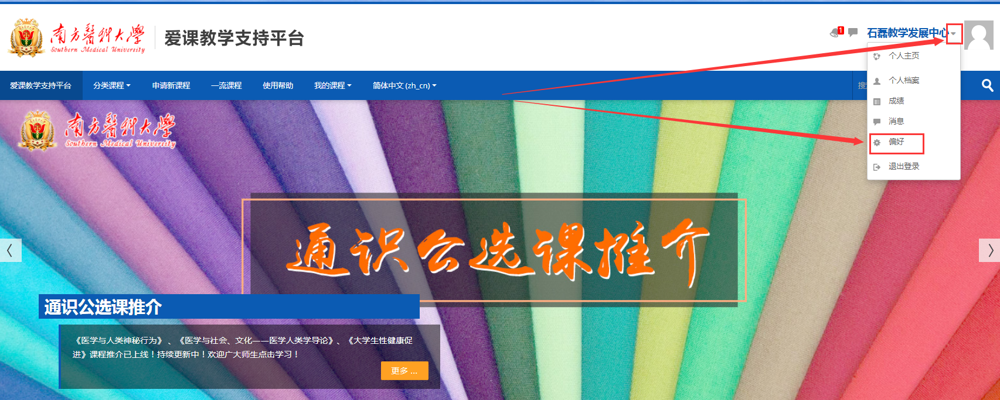 南方醫科大學
Southern Medical University
爱课教学支持平台
1
石磊教学发展中心
爱课教学支持平台
分类课程
申请新课程
一流课程
使用帮助
我的课程
简体中文 (zh_cn)
个人主页
个人档案
成绩
消息
偏好
退出登录
南方醫科大學
Southern Medical University
通识公选课推介
通识公选课推介
《医学与人类神秘行为》、《医学与社会、文化——医学人类学导论》、《大学生性健康促
进》课程推介已上线！持续更新中！欢迎广大师生点击学习！
更多 ...